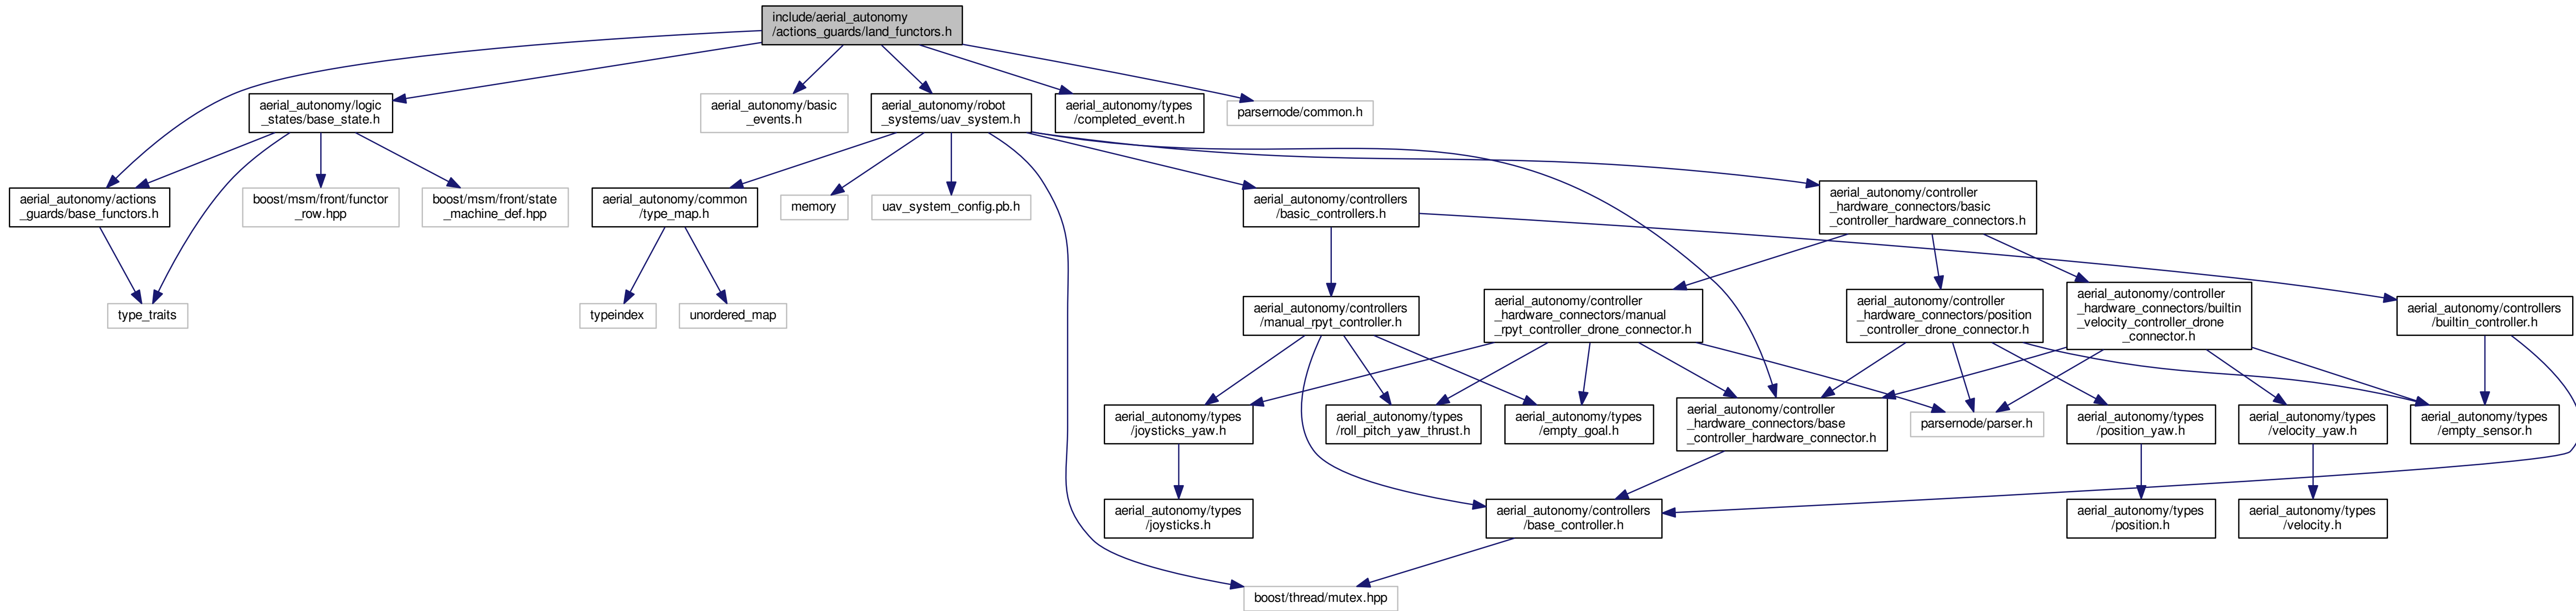 include/aerial_autonomy
/actions_guards/land_functors.h
aerial_autonomy/logic
_states/base_state.h
aerial_autonomy/basic
_events.h
aerial_autonomy/robot
_systems/uav_system.h
aerial_autonomy/types
/completed_event.h
parsernode/common.h
aerial_autonomy/actions
_guards/base_functors.h
boost/msm/front/functor
_row.hpp
boost/msm/front/state
_machine_def.hpp
aerial_autonomy/common
/type_map.h
memory
uav_system_config.pb.h
aerial_autonomy/controllers
/basic_controllers.h
aerial_autonomy/controller
_hardware_connectors/basic
_controller_hardware_connectors.h
type_traits
typeindex
unordered_map
aerial_autonomy/controllers
/manual_rpyt_controller.h
aerial_autonomy/controller
_hardware_connectors/manual
_rpyt_controller_drone_connector.h
aerial_autonomy/controller
_hardware_connectors/position
_controller_drone_connector.h
aerial_autonomy/controller
_hardware_connectors/builtin
_velocity_controller_drone
_connector.h
aerial_autonomy/controllers
/builtin_controller.h
aerial_autonomy/types
/joysticks_yaw.h
aerial_autonomy/types
/roll_pitch_yaw_thrust.h
aerial_autonomy/types
/empty_goal.h
aerial_autonomy/controller
_hardware_connectors/base
_controller_hardware_connector.h
parsernode/parser.h
aerial_autonomy/types
/position_yaw.h
aerial_autonomy/types
/velocity_yaw.h
aerial_autonomy/types
/empty_sensor.h
aerial_autonomy/types
/joysticks.h
aerial_autonomy/controllers
/base_controller.h
aerial_autonomy/types
/position.h
aerial_autonomy/types
/velocity.h
boost/thread/mutex.hpp